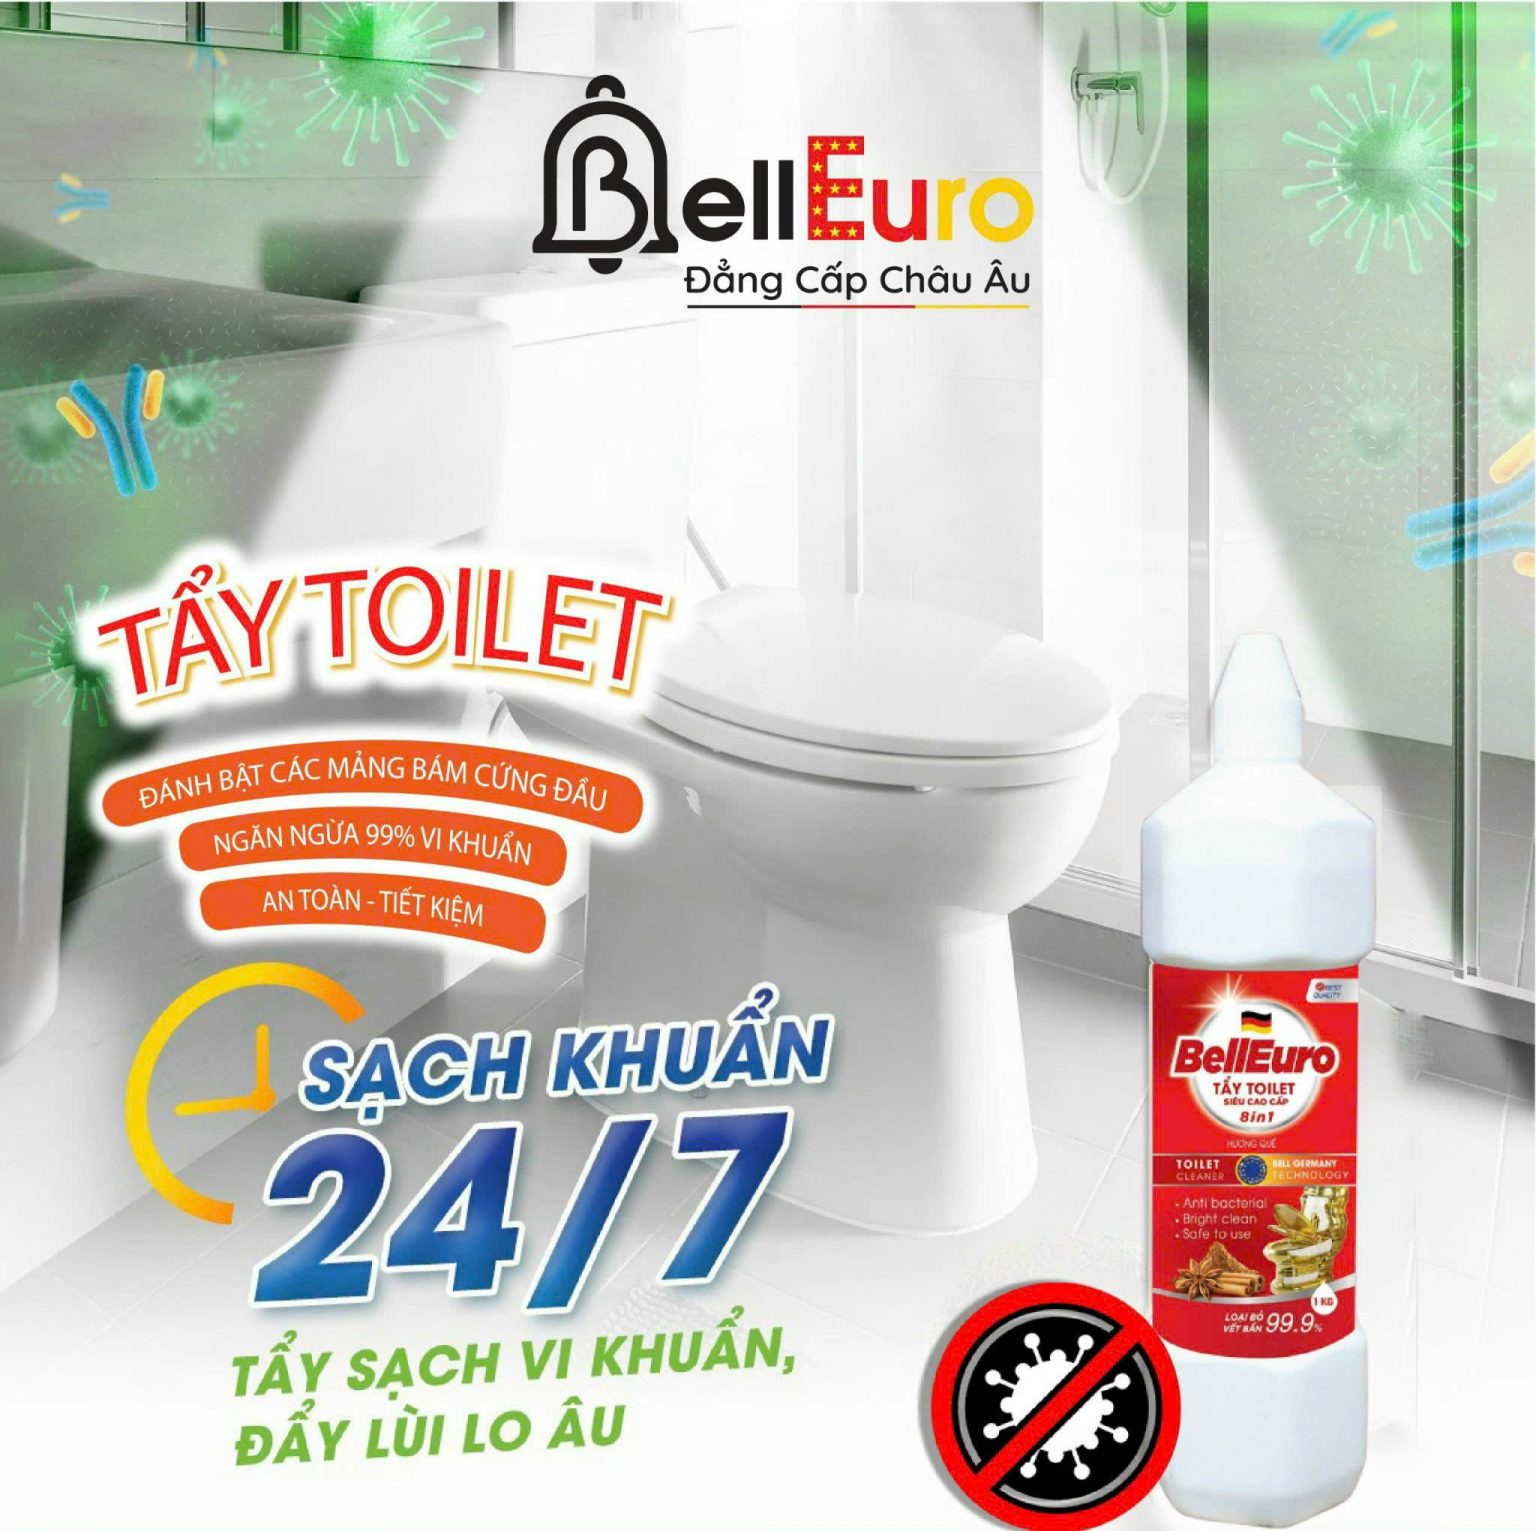 BellEuro
Đẳng Cấp Châu Âu
TẨY TOILET
ĐÁNH BẬT CÁC MẢNG BÁM CỨNG ĐẦU
NGĂN NGỪA 99% VI KHUẨN
AN TOÀN - TIẾT KIỆM
SẠCH KHUẨN
24/7
TẨY SẠCH VI KHUẨN,
ĐẨY LÙI LO ÂU
BEST
QUALITY
BellEuro
TẨY TOILET
SIÊU CAO CẤP
8in1
HƯƠNG QUẾ
TOILET
CLEANER
BELL GERMANY
TECHNOLOGY
• Anti bacterial
• Bright clean
• Safe to use
1 KG
LOẠI BỎ
VẾT BẨN 99.9%